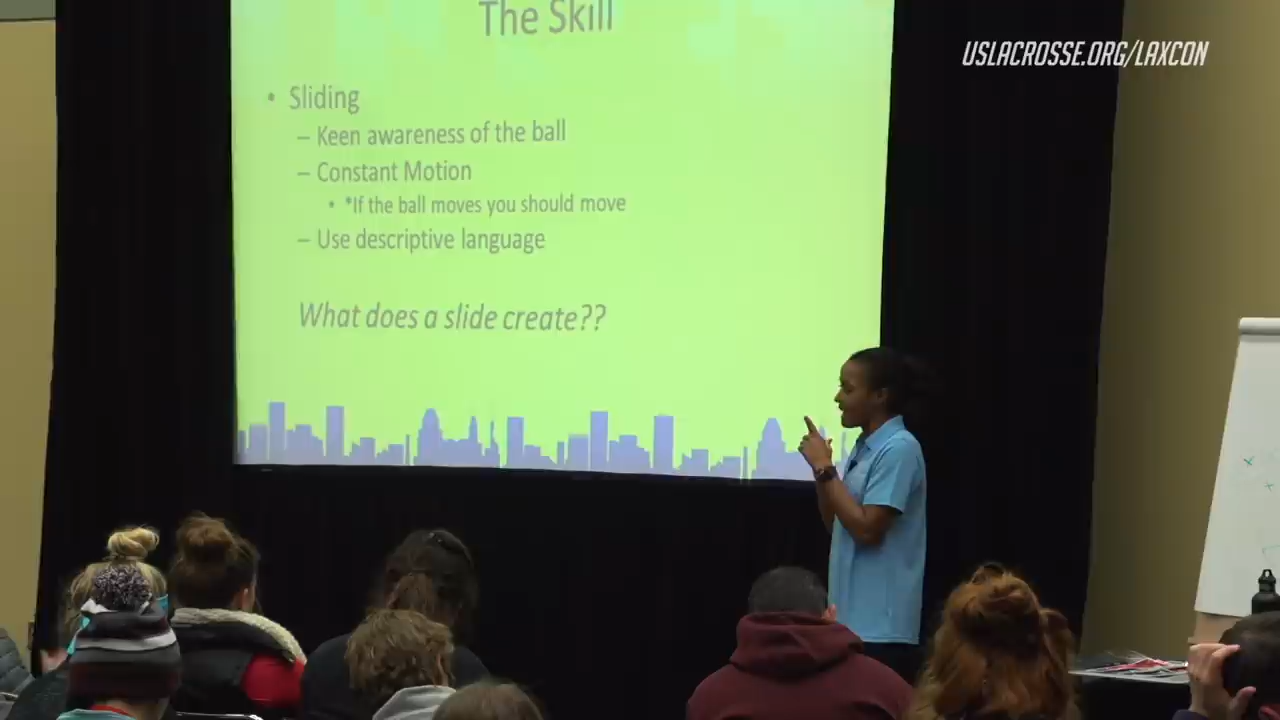 The Skill
USLACROSSE.ORG/LAXCON
• Sliding
– Keen awareness of the ball
– Constant Motion
• *If the ball moves you should move
– Use descriptive language
What does a slide create??